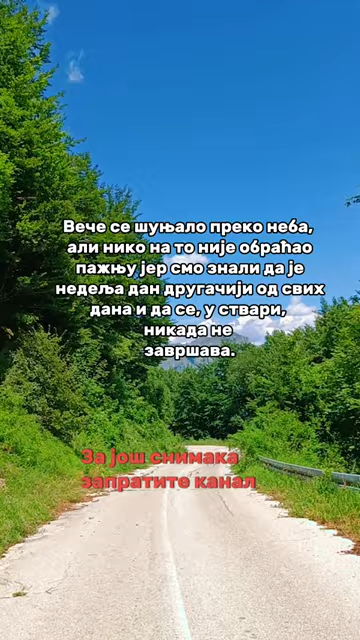 Вече се шуњало преко неба,
али нико на то није обраћао
пажњу јер смо знали да је
недеља дан другачији од свих
дана и да се, у ствари,
никада не
завршава.
За још снимака
запратите канал